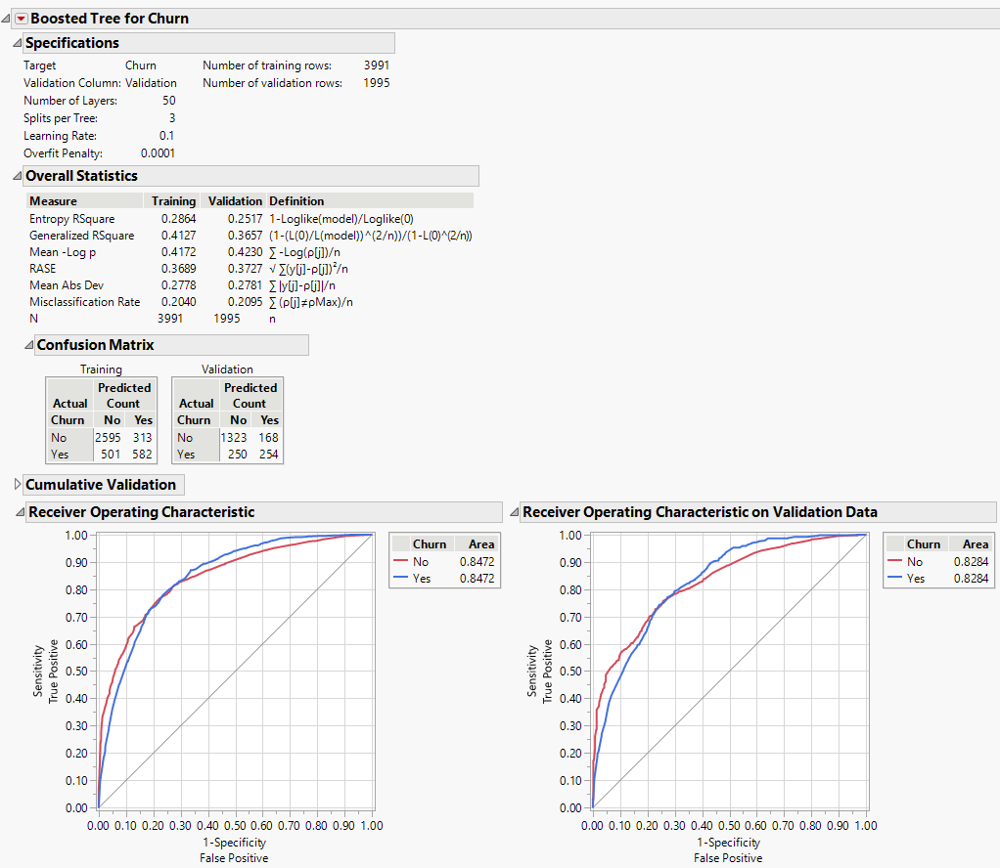 Boosted Tree for Churn
Specifications
Target Churn Number of training rows: 3991
Validation Column: Validation Number of validation rows: 1995
Number of Layers: 50
Splits per Tree: 3
Learning Rate: 0.1
Overfit Penalty: 0.0001
Overall Statistics
Measure Training Validation Definition
Entropy RSquare 0.2864 0.2517 1-Loglike(model)/Loglike(0)
Generalized RSquare 0.4127 0.3657 (1-(L(0)/L(model))^(2/n))/(1-L(0)^(2/n))
Mean -Log p 0.4172 0.4230 ∑ -Log(ρ[j])/n
RASE 0.3689 0.3727 √ ∑(y[j]-ρ[j])²/n
Mean Abs Dev 0.2778 0.2781 ∑ |y[j]-ρ[j]|/n
Misclassification Rate 0.2040 0.2095 ∑ (ρ[j]≠ρMax)/n
N 3991 1995 n
Confusion Matrix
Training
Predicted
Actual Count
Churn No Yes
No 2595 313
Yes 501 582
Validation
Predicted
Actual Count
Churn No Yes
No 1323 168
Yes 250 254
Cumulative Validation
Receiver Operating Characteristic
1.00
0.90
0.80
0.70
0.60
0.50
0.40
0.30
0.20
0.10
0.00
Sensitivity
True Positive
0.00 0.10 0.20 0.30 0.40 0.50 0.60 0.70 0.80 0.90 1.00
1-Specificity
False Positive
Churn Area
No 0.8472
Yes 0.8472
Receiver Operating Characteristic on Validation Data
1.00
0.90
0.80
0.70
0.60
0.50
0.40
0.30
0.20
0.10
0.00
Sensitivity
True Positive
0.00 0.10 0.20 0.30 0.40 0.50 0.60 0.70 0.80 0.90 1.00
1-Specificity
False Positive
Churn Area
No 0.8284
Yes 0.8284